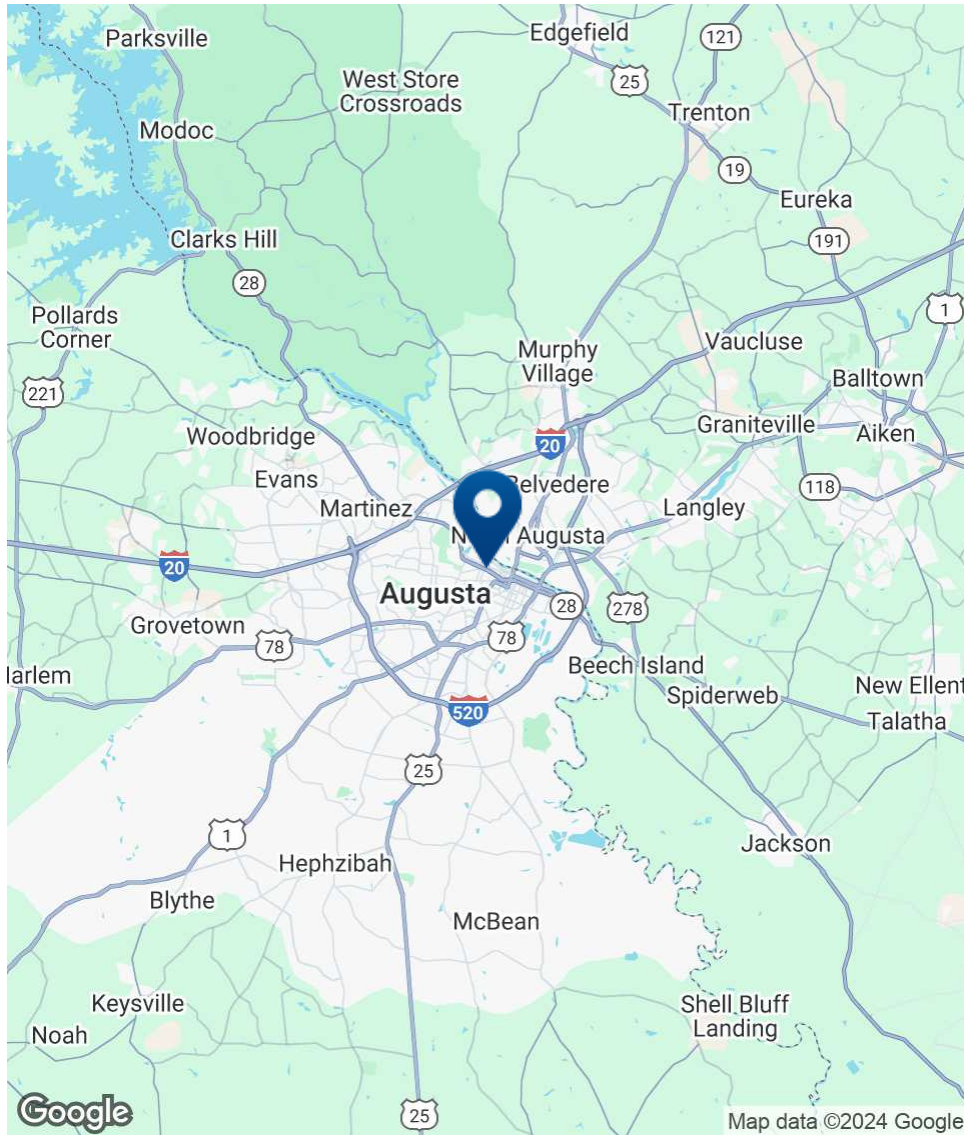 Parksville
Edgefield
121
West Store
Crossroads
25
Trenton
Modoc
19
Eureka
Clarks Hill
191
28
1
Pollards
Corner
Vaucluse
Murphy
Village
Balltown
221
Graniteville
Aiken
Woodbridge
20
Evans
Belvedere
118
Martinez
Langley
Augusta
20
Augusta
28
278
Grovetown
78
78
Beech Island
Spiderweb
New Ellent
Talatha
520
25
1
Jackson
Hephzibah
Blythe
McBean
Keysville
Shell Bluff
Landing
Noah
25
Google
Map data ©2024 Google